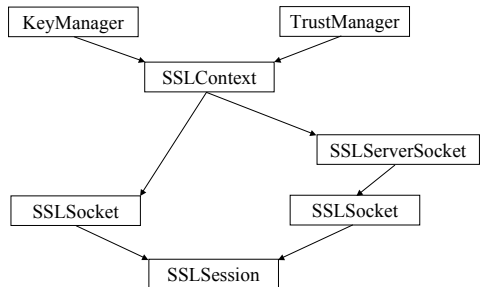 KeyManager
TrustManager
SSLContext
SSLServerSocket
SSLSocket
SSLSocket
SSLSession